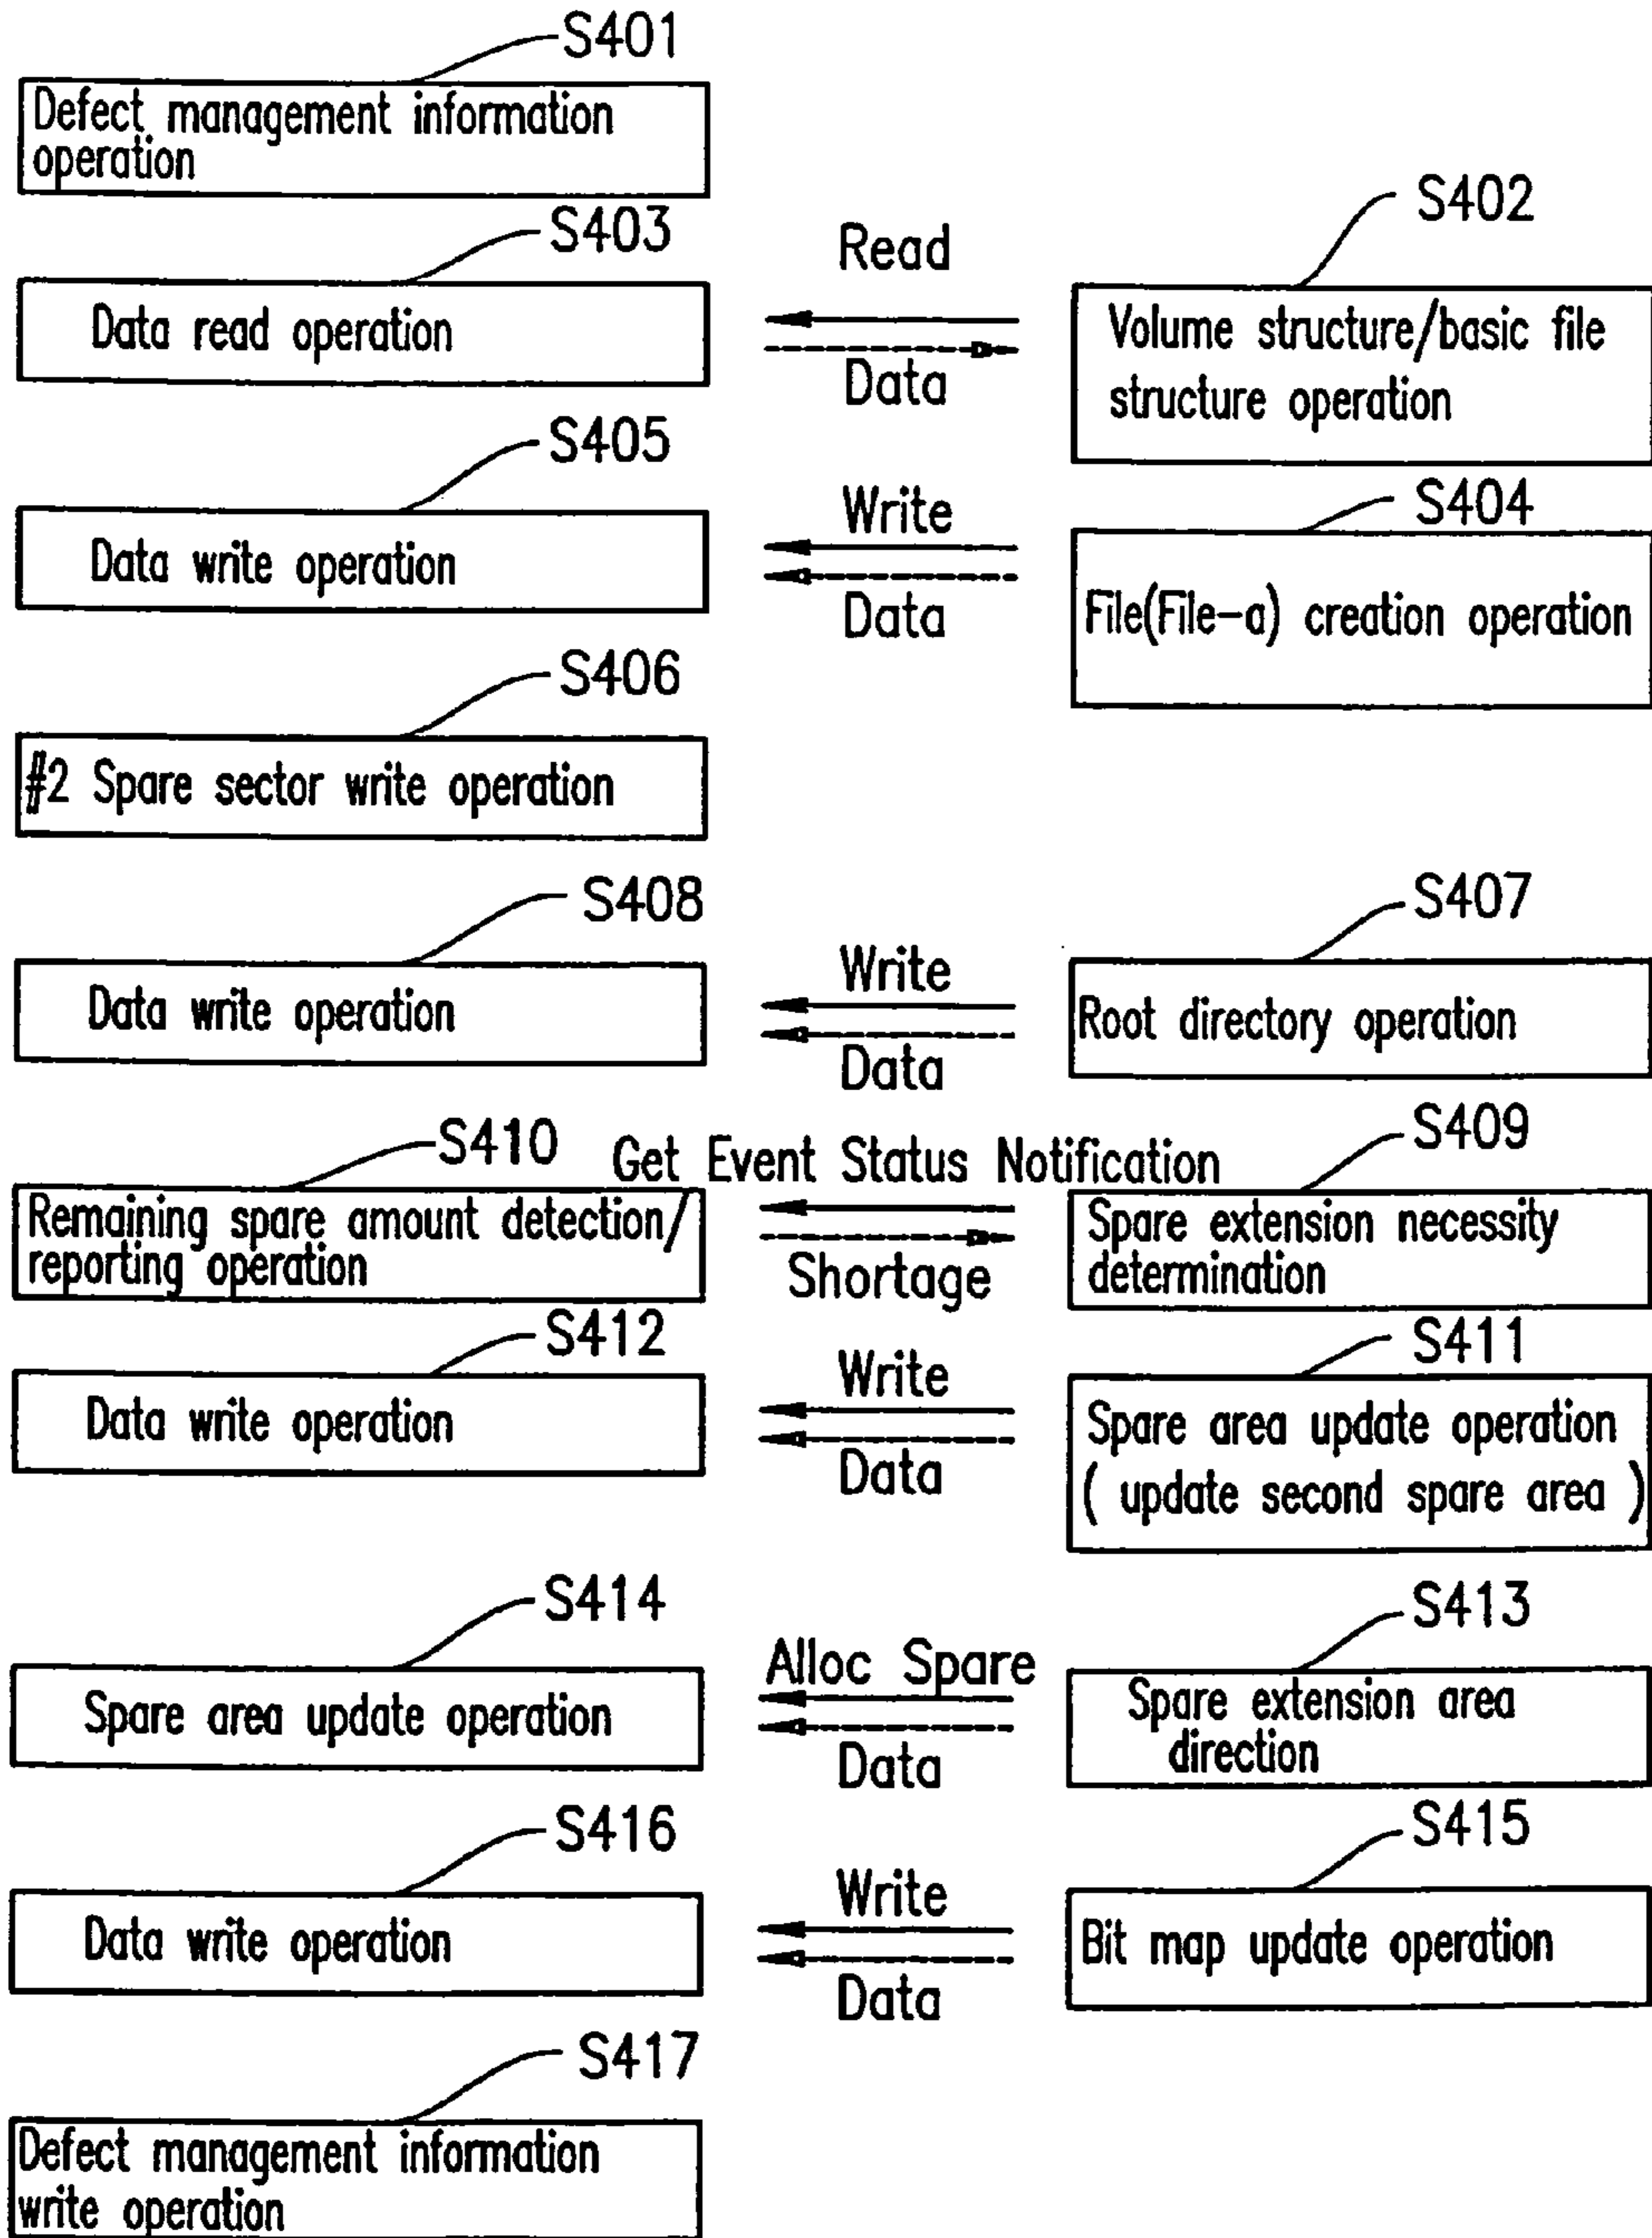 S401
Defect management information
operation
S403
Data read operation
Read
Data
S402
Volume structure/basic file
structure operation
S405
Data write operation
Write
Data
S404
File(File-a) creation operation
S406
#2 Spare sector write operation
S408
Data write operation
Write
Data
S407
Root directory operation
S410
Remaining spare amount detection/
reporting operation
Get Event Status Notification
Shortage
S409
Spare extension necessity
determination
S412
Data write operation
Write
Data
S411
Spare area update operation
( update second spare area )
S414
Spare area update operation
Alloc Spare
Data
S413
Spare extension area
direction
S416
Data write operation
Write
Data
S415
Bit map update operation
S417
Defect management information
write operation